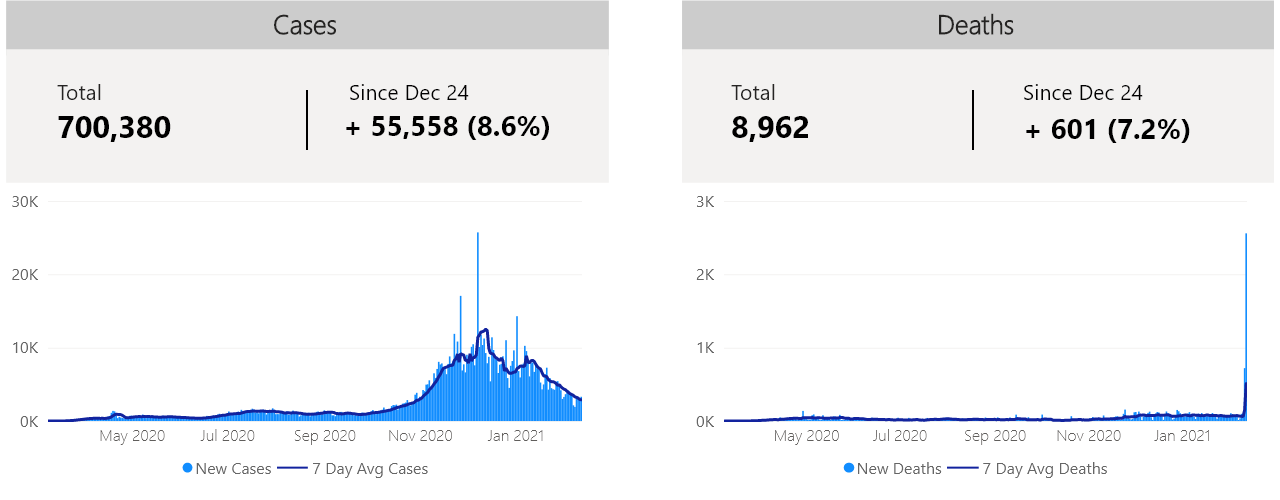 Cases
Total
700,380
Since Dec 24
+ 55,558 (8.6%)
30K
20K
10K
0K
May 2020
Jul 2020
Sep 2020
Nov 2020
Jan 2021
New Cases
7 Day Avg Cases
Deaths
Total
8,962
Since Dec 24
+ 601 (7.2%)
3K
2K
1K
0K
May 2020
Jul 2020
Sep 2020
Nov 2020
Jan 2021
New Deaths
7 Day Avg Deaths